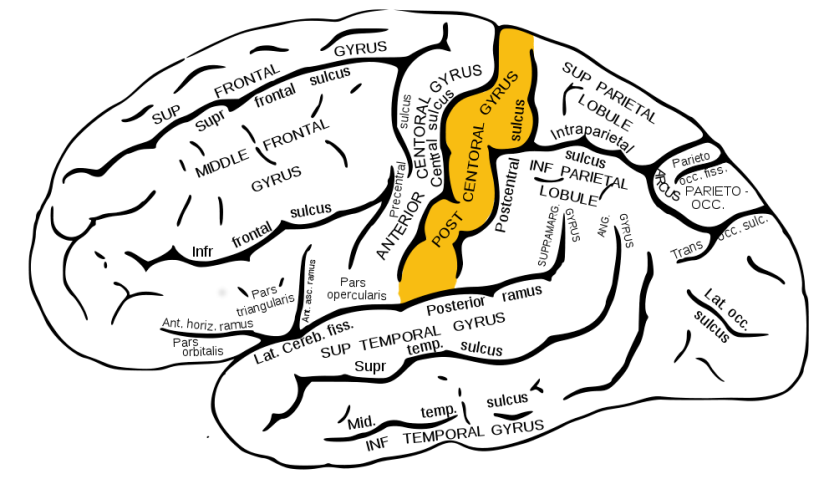 SUP FRONTAL GYRUS
Supr frontal sulcus
MIDDLE FRONTAL
GYRUS
Infr frontal sulcus
Precentral sulcus
ANTERIOR CENTORAL GYRUS
Central sulcus
POST CENTORAL GYRUS
Postcentral sulcus
SUP PARIETAL
LOBULE
Intraparietal
sulcus
INF PARIETAL
LOBULE
SUPRAMARG.
GYRUS
ANG.
GYRUS
ARCUS
Parieto
occ. fiss.
PARIETO -
OCC.
Trans occ. sulc.
Lat. occ.
sulcus
Pars
triangularis
Ant. asc. ramus
Pars
opercularis
Ant. horiz. ramus
Pars
orbitalis
Lat. Cereb. fiss.
Posterior ramus
SUP TEMPORAL GYRUS
Supr temp. sulcus
Mid. temp. sulcus
INF TEMPORAL GYRUS